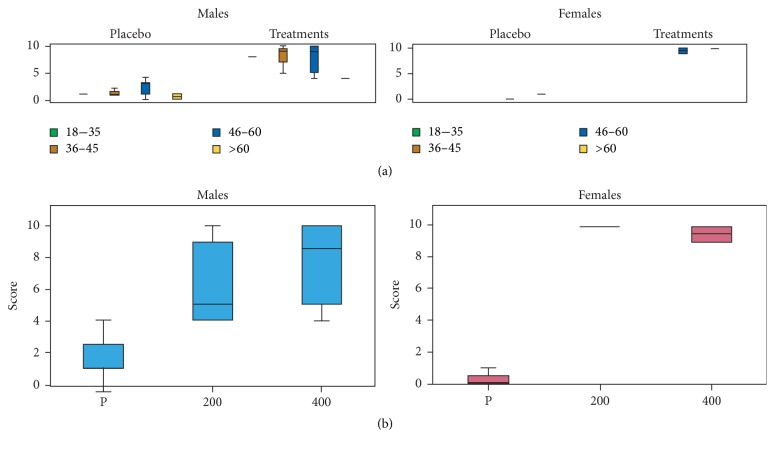 Males
Females
Placebo Treatments
Placebo Treatments
10
5
0
10
5
0
18–35 46–60
36–45 >60
18–35 46–60
36–45 >60
(a)
Males
Females
Score
10
8
6
4
2
0
P 200 400
Score
10
8
6
4
2
0
P 200 400
(b)